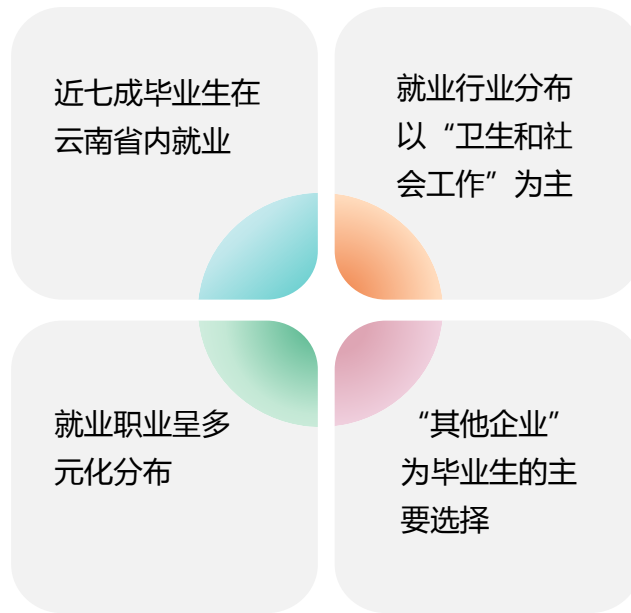 近七成毕业生在
云南省内就业
就业行业分布
以“卫生和社
会工作”为主
就业职业呈多
元化分布
“其他企业”
为毕业生的主
要选择